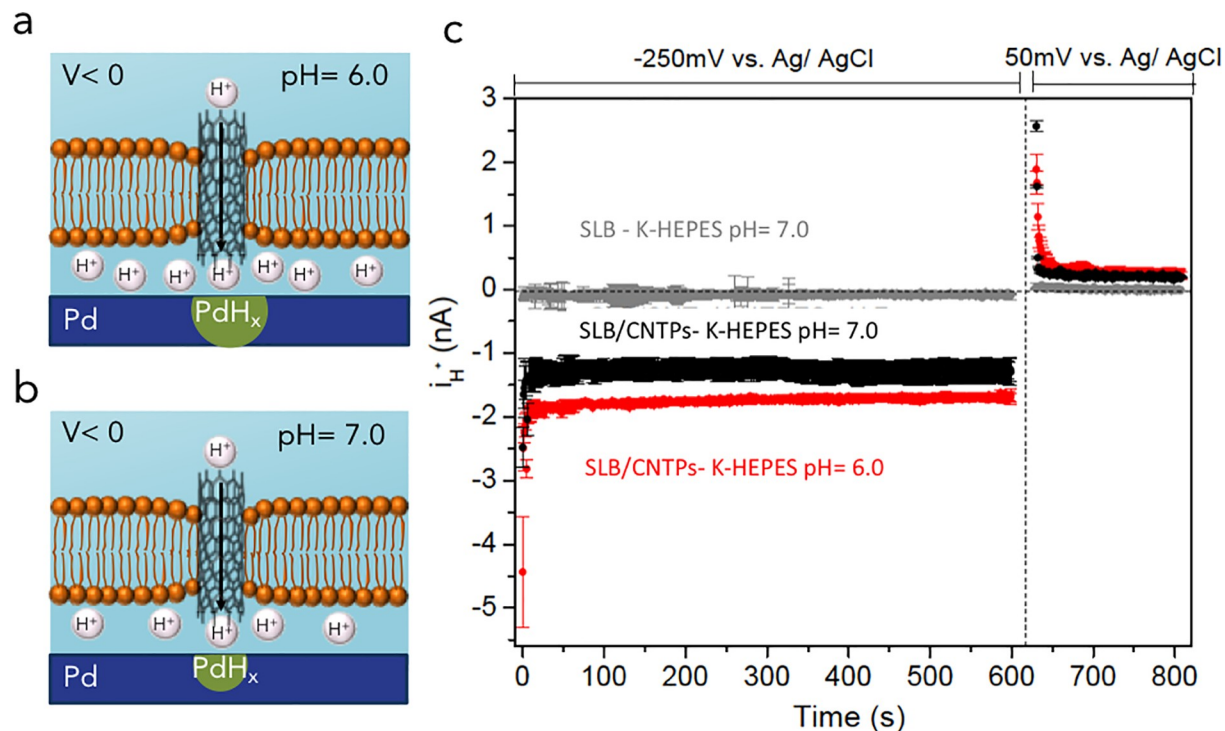 a
V< 0
pH= 6.0
H⁺
H⁺
H⁺
H⁺
H⁺
H⁺
H⁺
H⁺
Pd
PdHₓ
b
V< 0
pH= 7.0
H⁺
H⁺
H⁺
H⁺
H⁺
H⁺
Pd
PdHₓ
c
-250mV vs. Ag/ AgCl
50mV vs. Ag/ AgCl
3
2
1
0
-1
-2
-3
-4
-5
i_H⁺ (nA)
SLB - K-HEPES pH= 7.0
SLB/CNTPs- K-HEPES pH= 7.0
SLB/CNTPs- K-HEPES pH= 6.0
0 100 200 300 400 500 600 700 800
Time (s)